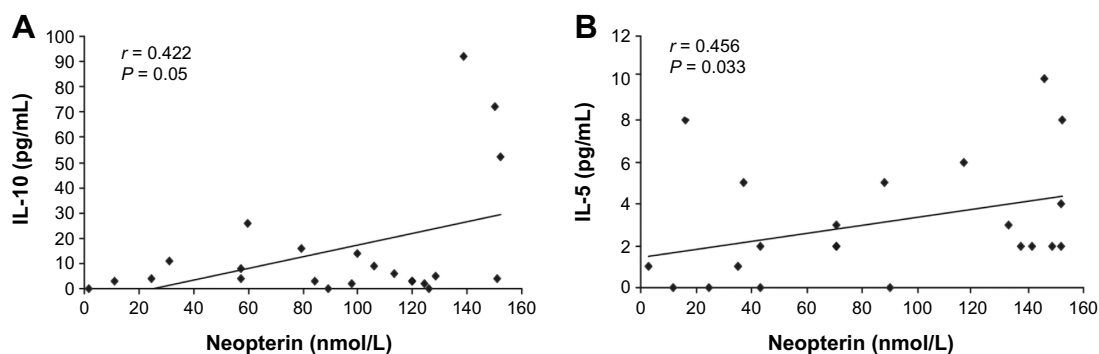 A
r = 0.422
P = 0.05
100
90
80
70
60
50
40
30
20
10
0
IL-10 (pg/mL)
0 20 40 60 80 100 120 140 160
Neopterin (nmol/L)
B
r = 0.456
P = 0.033
12
10
8
6
4
2
0
IL-5 (pg/mL)
0 20 40 60 80 100 120 140 160
Neopterin (nmol/L)